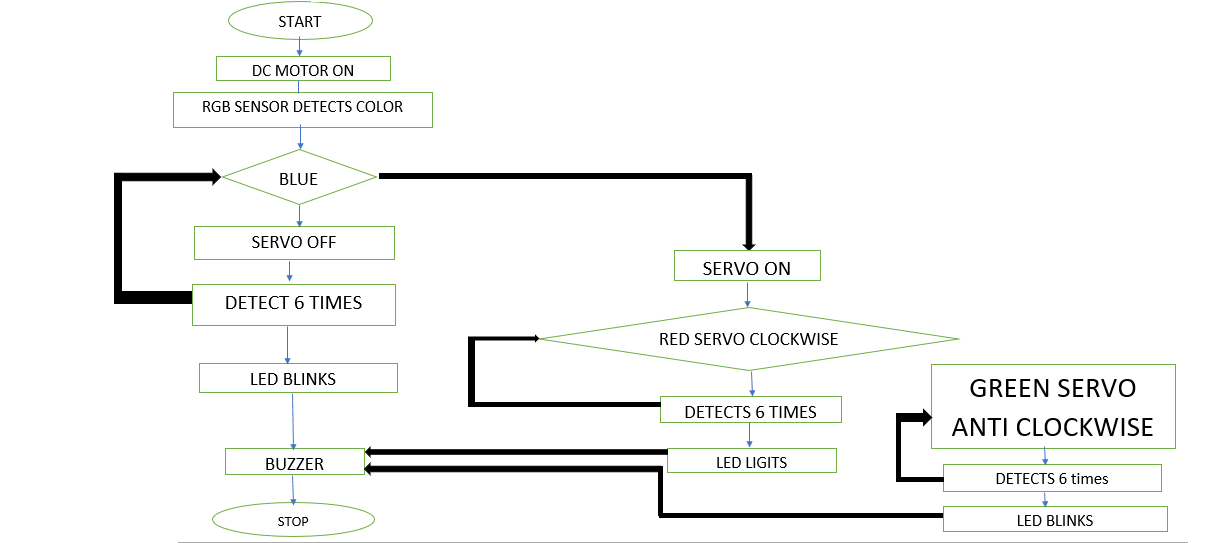 START
DC MOTOR ON
RGB SENSOR DETECTS COLOR
BLUE
SERVO OFF
DETECT 6 TIMES
LED BLINKS
BUZZER
STOP
SERVO ON
RED SERVO CLOCKWISE
DETECTS 6 TIMES
LED LIGITS
GREEN SERVO
ANTI CLOCKWISE
DETECTS 6 times
LED BLINKS